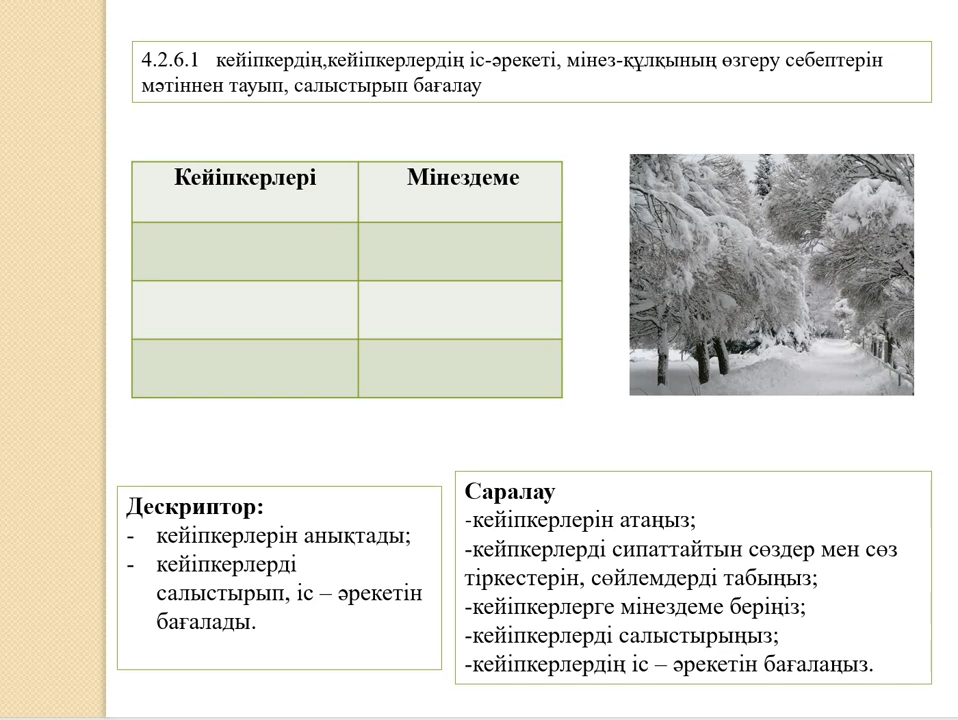 4.2.6.1 кейіпкердің,кейіпкерлердің іс-әрекеті, мінез-құлқының өзгеру себептерін
мәтіннен тауып, салыстырып бағалау
Кейіпкерлері Мінездеме
Дескриптор:
- кейіпкерлерін анықтады;
- кейіпкерлерді
салыстырып, іс – әрекетін
бағалады.
Саралау
-кейіпкерлерін атаңыз;
-кейпкерлерді сипаттайтын сөздер мен сөз
тіркестерін, сөйлемдерді табыңыз;
-кейіпкерлерге мінездеме беріңіз;
-кейіпкерлерді салыстырыңыз;
-кейіпкерлердің іс – әрекетін бағалаңыз.